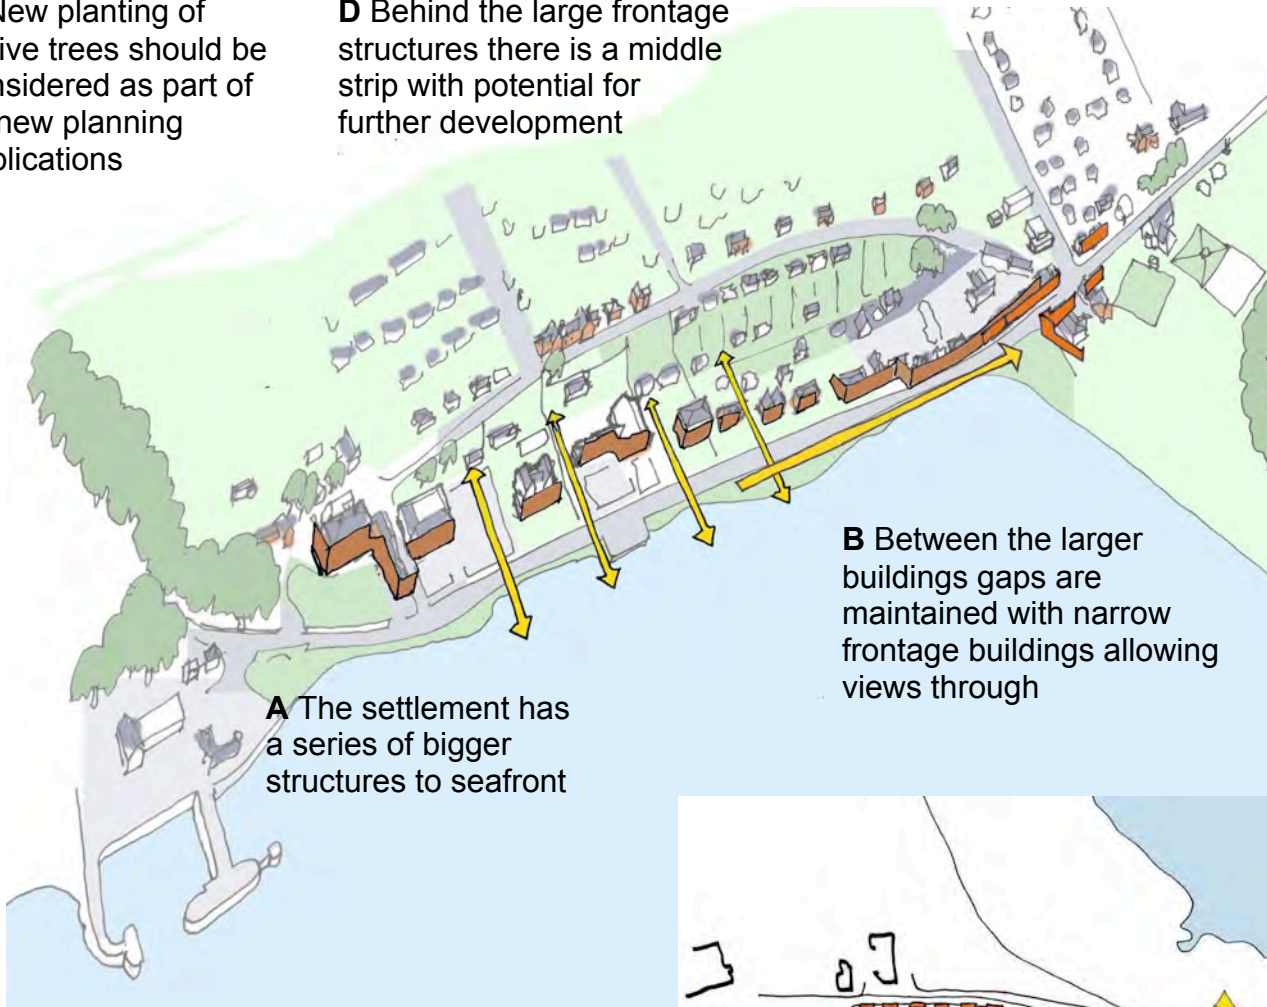 New planting of
ive trees should be
nsidered as part of
new planning
plications
D Behind the large frontage
structures there is a middle
strip with potential for
further development
B Between the larger
buildings gaps are
maintained with narrow
frontage buildings allowing
views through
A The settlement has
a series of bigger
structures to seafront